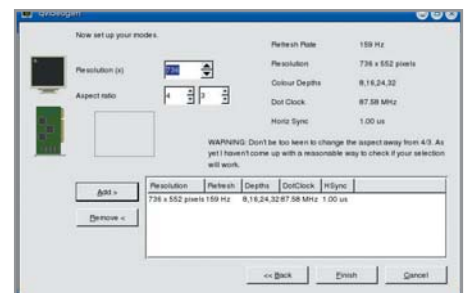 QVideogen
Now set up your modes.
Resolution (x)
736
Aspect ratio
4
3
Refresh Rate
159 Hz
Resolution
736 x 552 pixels
Colour Depths
8,16,24,32
Dot Clock
87.58 MHz
Horiz Sync
1.00 us
WARNING: Don't be too keen to change the aspect away from 4/3. As
yet I haven't come up with a reasonable way to check if your selection
will work.
Add >
Remove <
Resolution Refresh Depths DotClock HSync
736 x 552 pixels 159 Hz 8,16,24,32 87.58 MHz 1.00 us
<< Back
Finish
Cancel